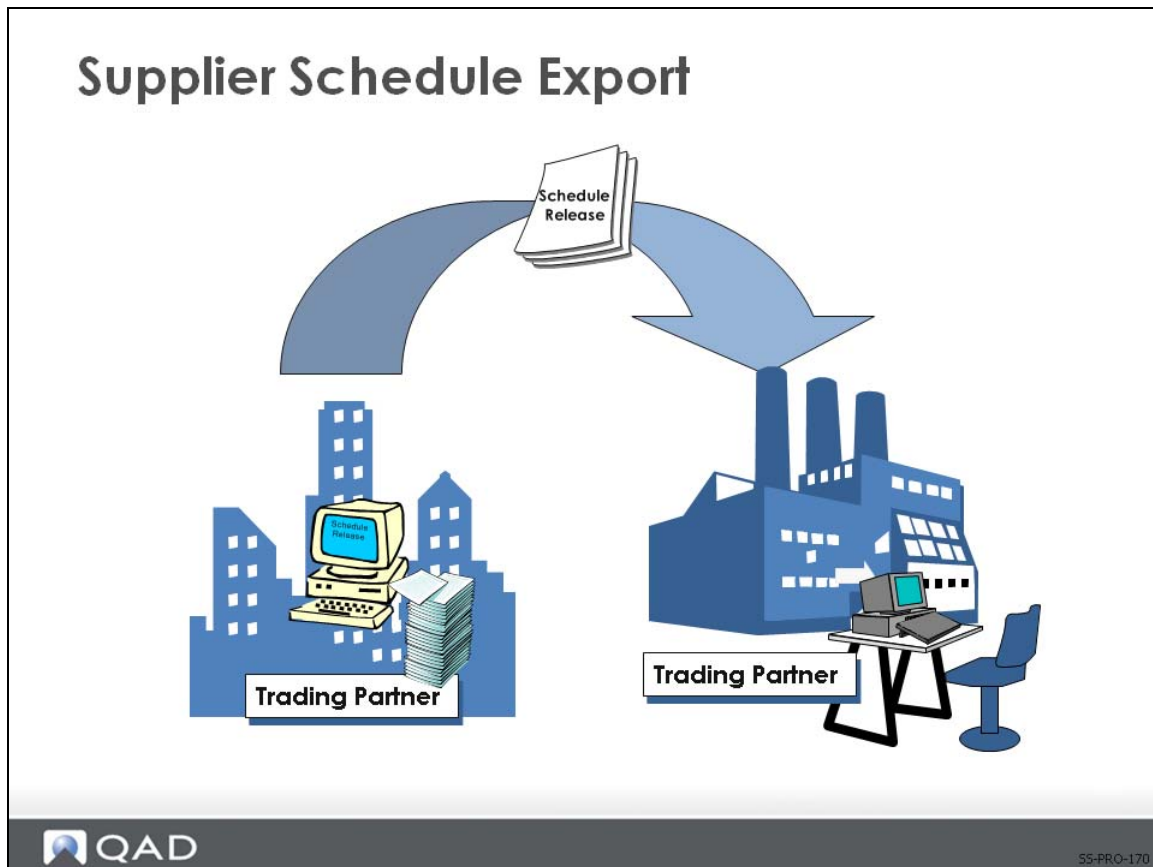 Supplier Schedule Export
Schedule
Release
Schedule
Release
Trading Partner
Trading Partner
QAD
SS-PRO-170